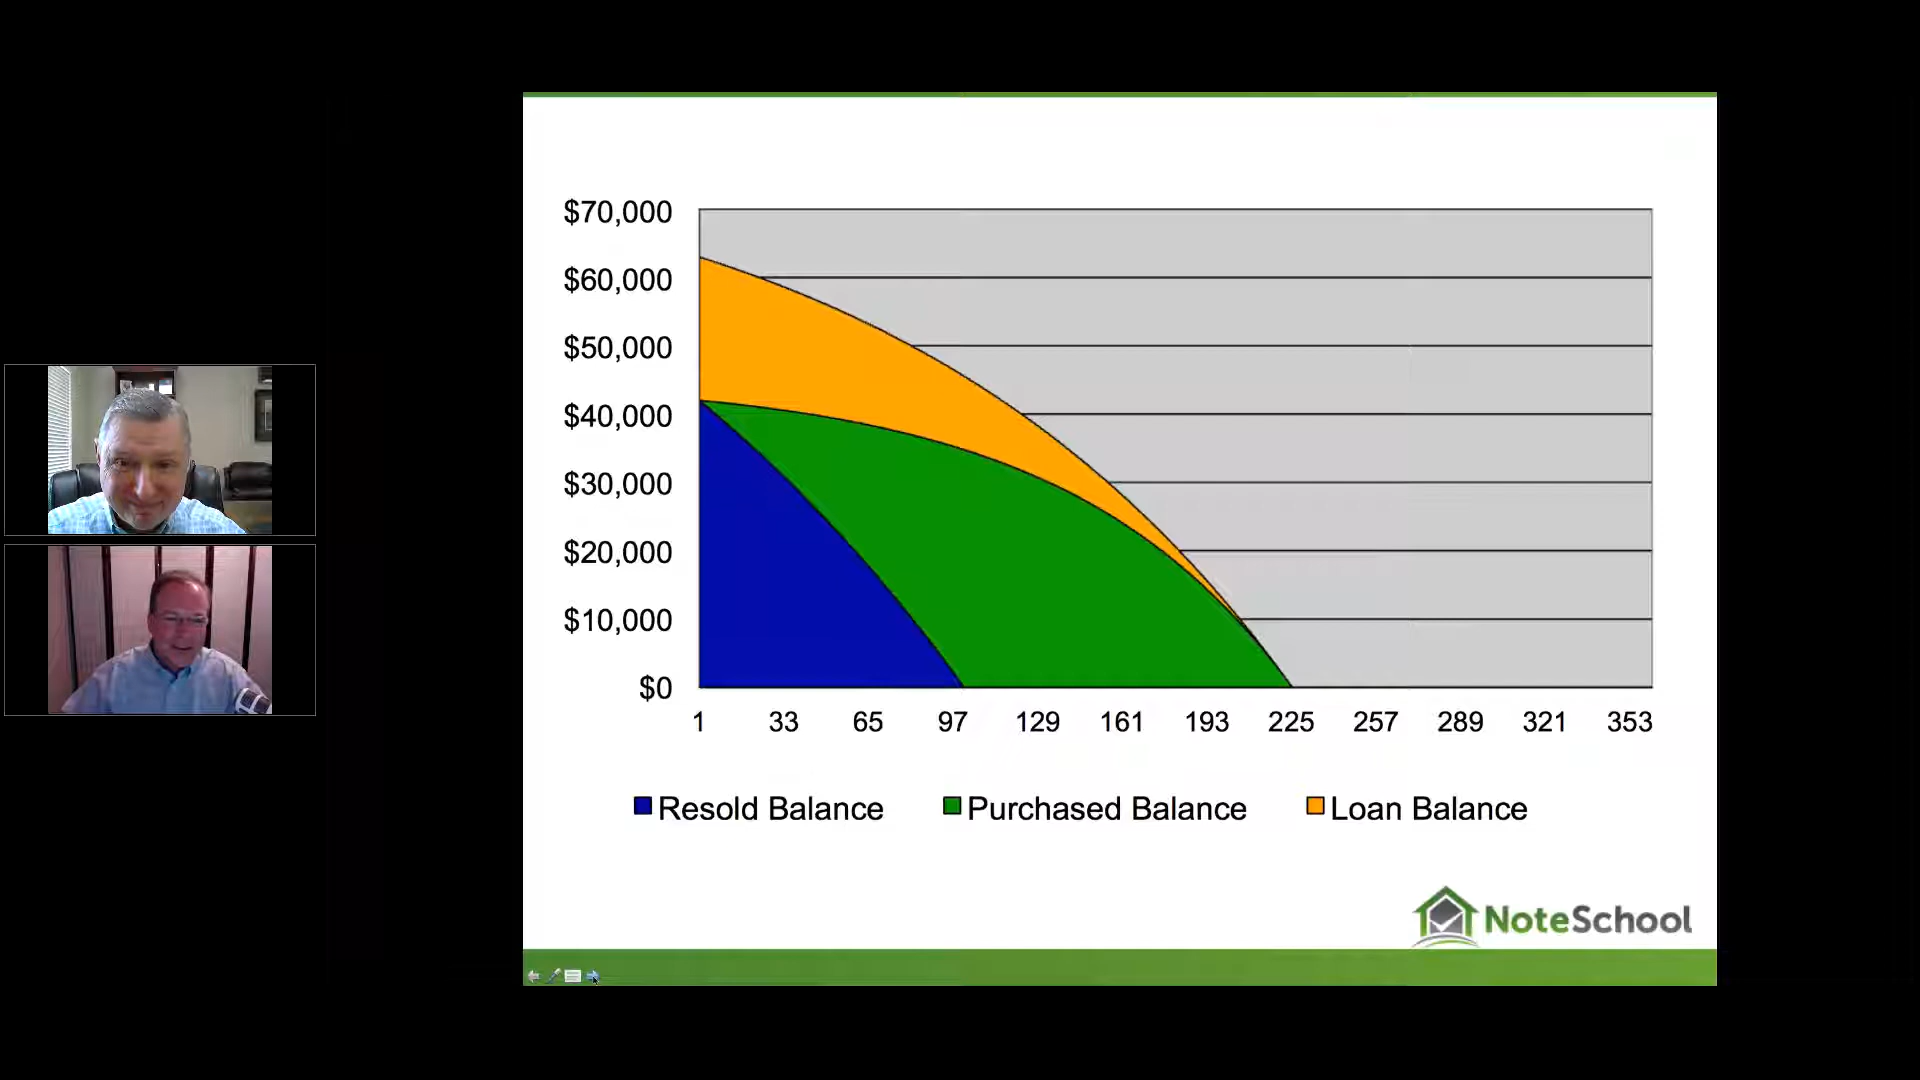 $70,000
$60,000
$50,000
$40,000
$30,000
$20,000
$10,000
$0
1 33 65 97 129 161 193 225 257 289 321 353
Resold Balance Purchased Balance Loan Balance
NoteSchool